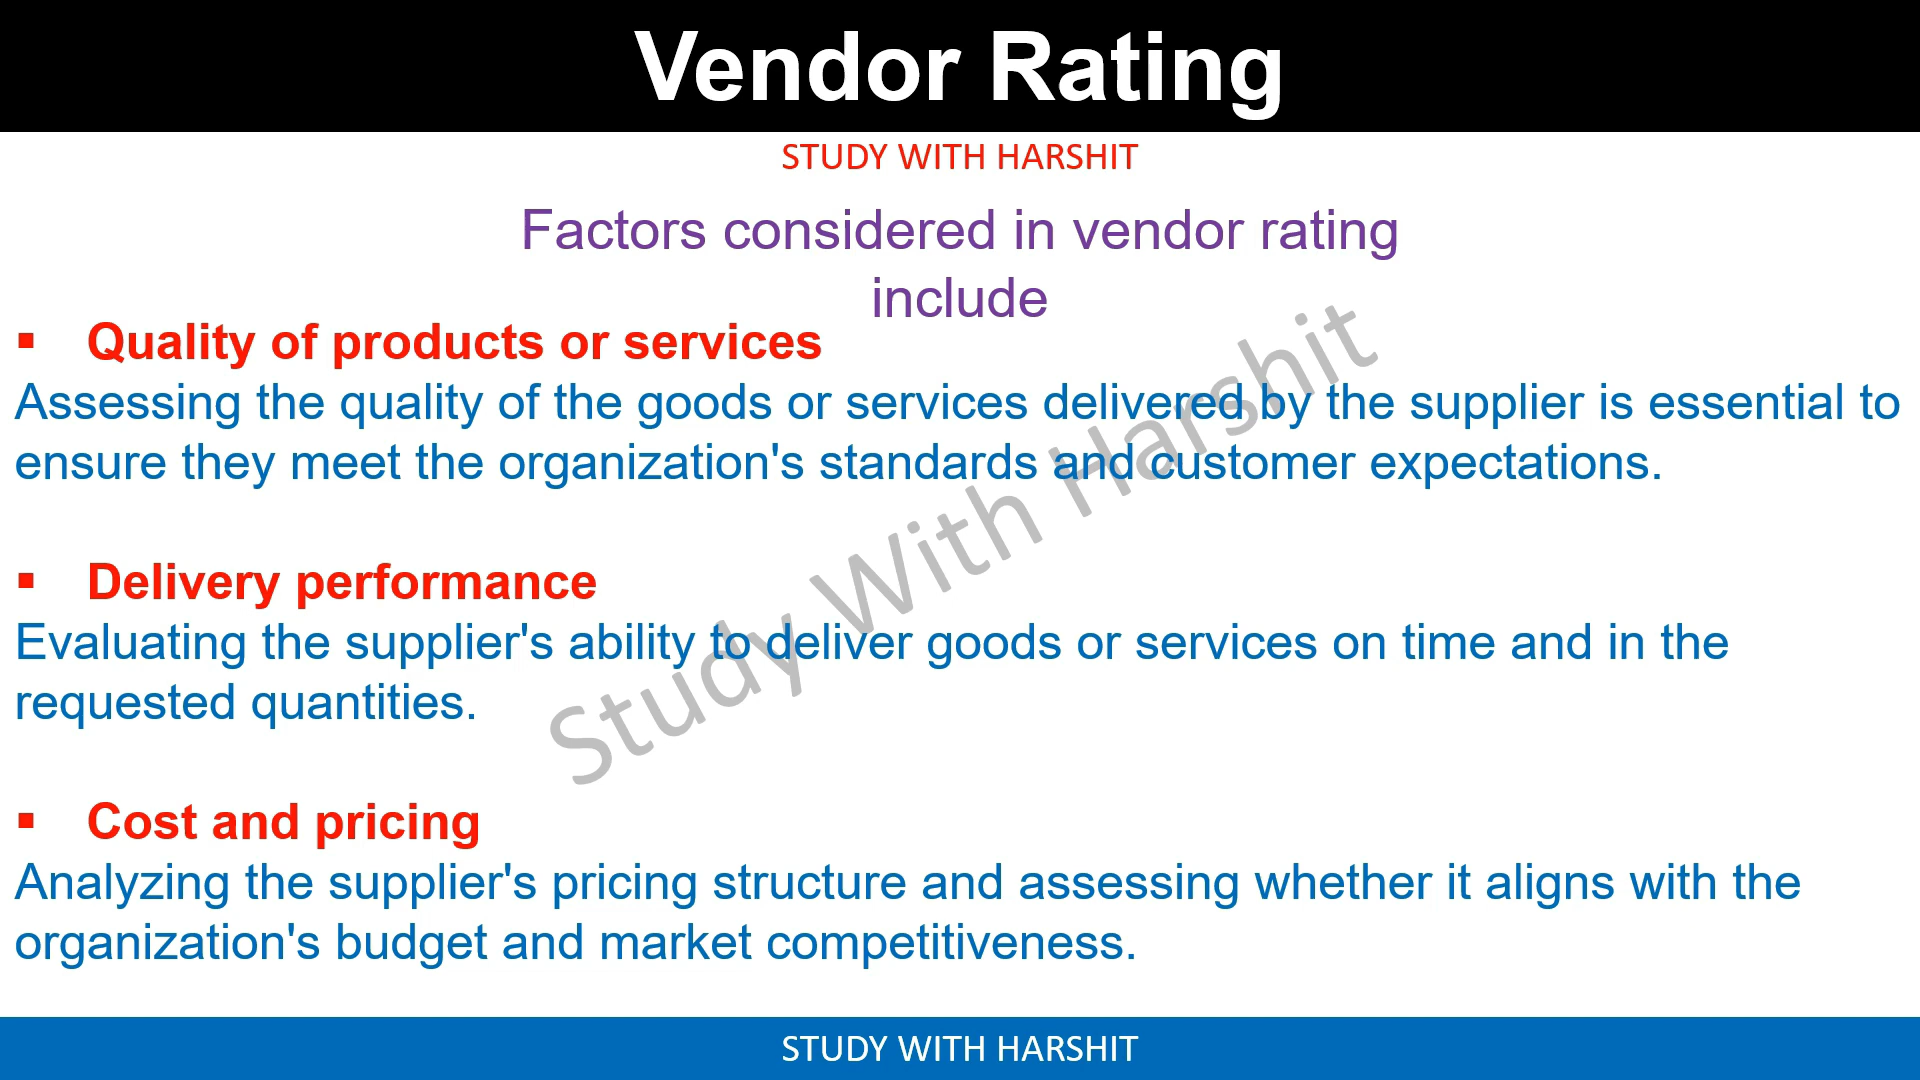 Vendor Rating
STUDY WITH HARSHIT
Factors considered in vendor rating
include
▪ Quality of products or services
Assessing the quality of the goods or services delivered by the supplier is essential to
ensure they meet the organization's standards and customer expectations.
▪ Delivery performance
Evaluating the supplier's ability to deliver goods or services on time and in the
requested quantities.
▪ Cost and pricing
Analyzing the supplier's pricing structure and assessing whether it aligns with the
organization's budget and market competitiveness.
Study With Harshit
STUDY WITH HARSHIT